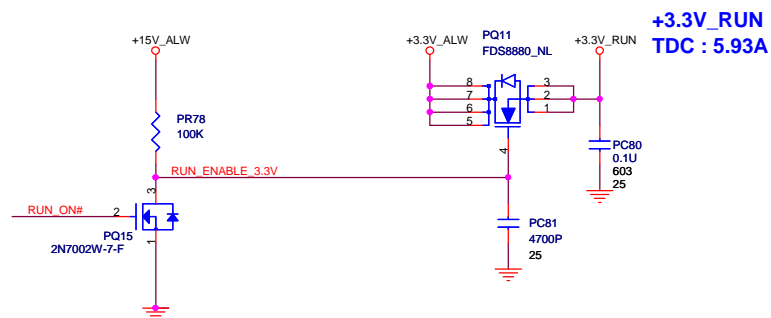 +3.3V_RUN
TDC : 5.93A
+15V_ALW
+3.3V_ALW
PQ11
FDS8880_NL
+3.3V_RUN
8
7
6
5
3
2
1
4
PR78
100K
PC80
0.1U
603
25
RUN_ENABLE_3.3V
3
RUN_ON#
2
1
PQ15
2N7002W-7-F
PC81
4700P
25